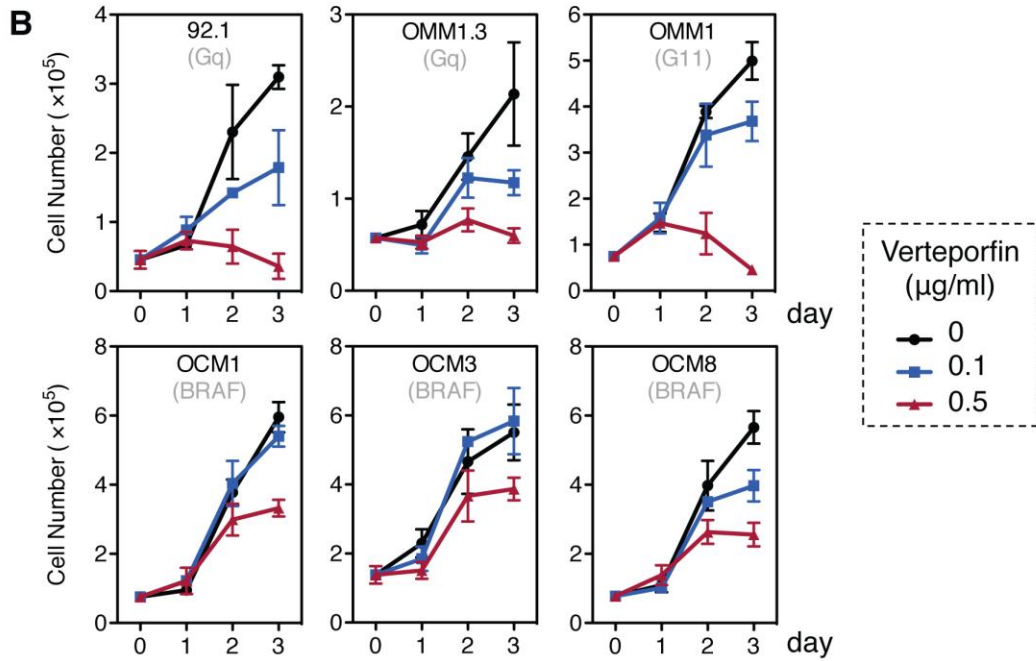 B
92.1
(Gq)
OMM1.3
(Gq)
OMM1
(G11)
Cell Number ( ×10⁵)
4
3
2
1
0
0 1 2 3
3
2
1
0
0 1 2 3
6
5
4
3
2
1
0
0 1 2 3
day
OCM1
(BRAF)
OCM3
(BRAF)
OCM8
(BRAF)
Cell Number ( ×10⁵)
8
6
4
2
0
0 1 2 3
8
6
4
2
0
0 1 2 3
8
6
4
2
0
0 1 2 3
day
Verteporfin
(µg/ml)
0
0.1
0.5